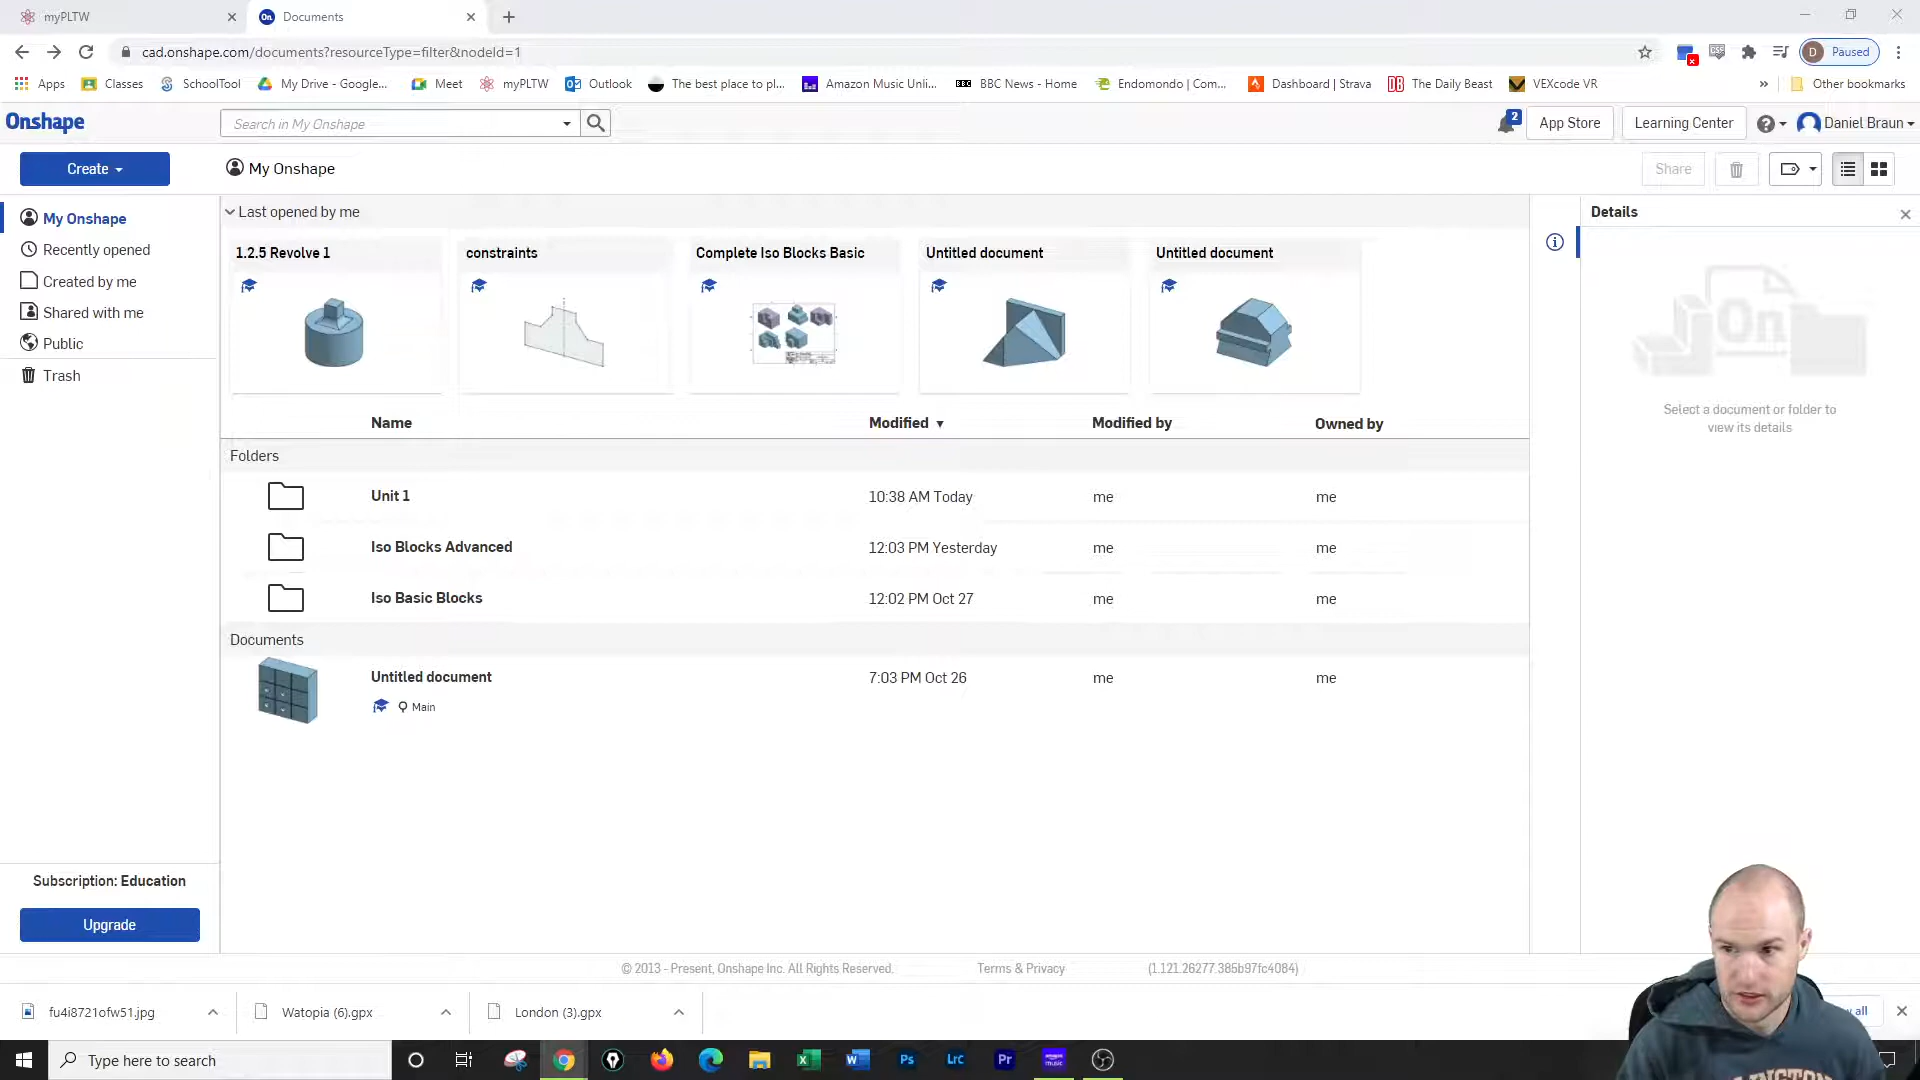 myPLTW
Documents
cad.onshape.com/documents?resourceType=filter&nodeId=1
D Paused
Apps
Classes
SchoolTool
My Drive - Google...
Meet
myPLTW
Outlook
The best place to pl...
Amazon Music Unli...
BBC News - Home
Endomondo | Com...
Dashboard | Strava
The Daily Beast
VEXcode VR
» Other bookmarks
Onshape
Search in My Onshape
2
App Store
Learning Center
Daniel Braun
Create
My Onshape
Share
My Onshape
Recently opened
Created by me
Shared with me
Public
Trash
Last opened by me
1.2.5 Revolve 1
constraints
Complete Iso Blocks Basic
Untitled document
Untitled document
Name Modified Modified by Owned by
Folders
Unit 1 10:38 AM Today me me
Iso Blocks Advanced 12:03 PM Yesterday me me
Iso Basic Blocks 12:02 PM Oct 27 me me
Documents
Untitled document 7:03 PM Oct 26 me me
Main
Details
On
Select a document or folder to
view its details
Subscription: Education
Upgrade
© 2013 - Present, Onshape Inc. All Rights Reserved. Terms & Privacy (1.121.26277.385b97fc4084)
fu4i8721ofw51.jpg
Watopia (6).gpx
London (3).gpx
all
Type here to search
Ps
Lrc
Pr